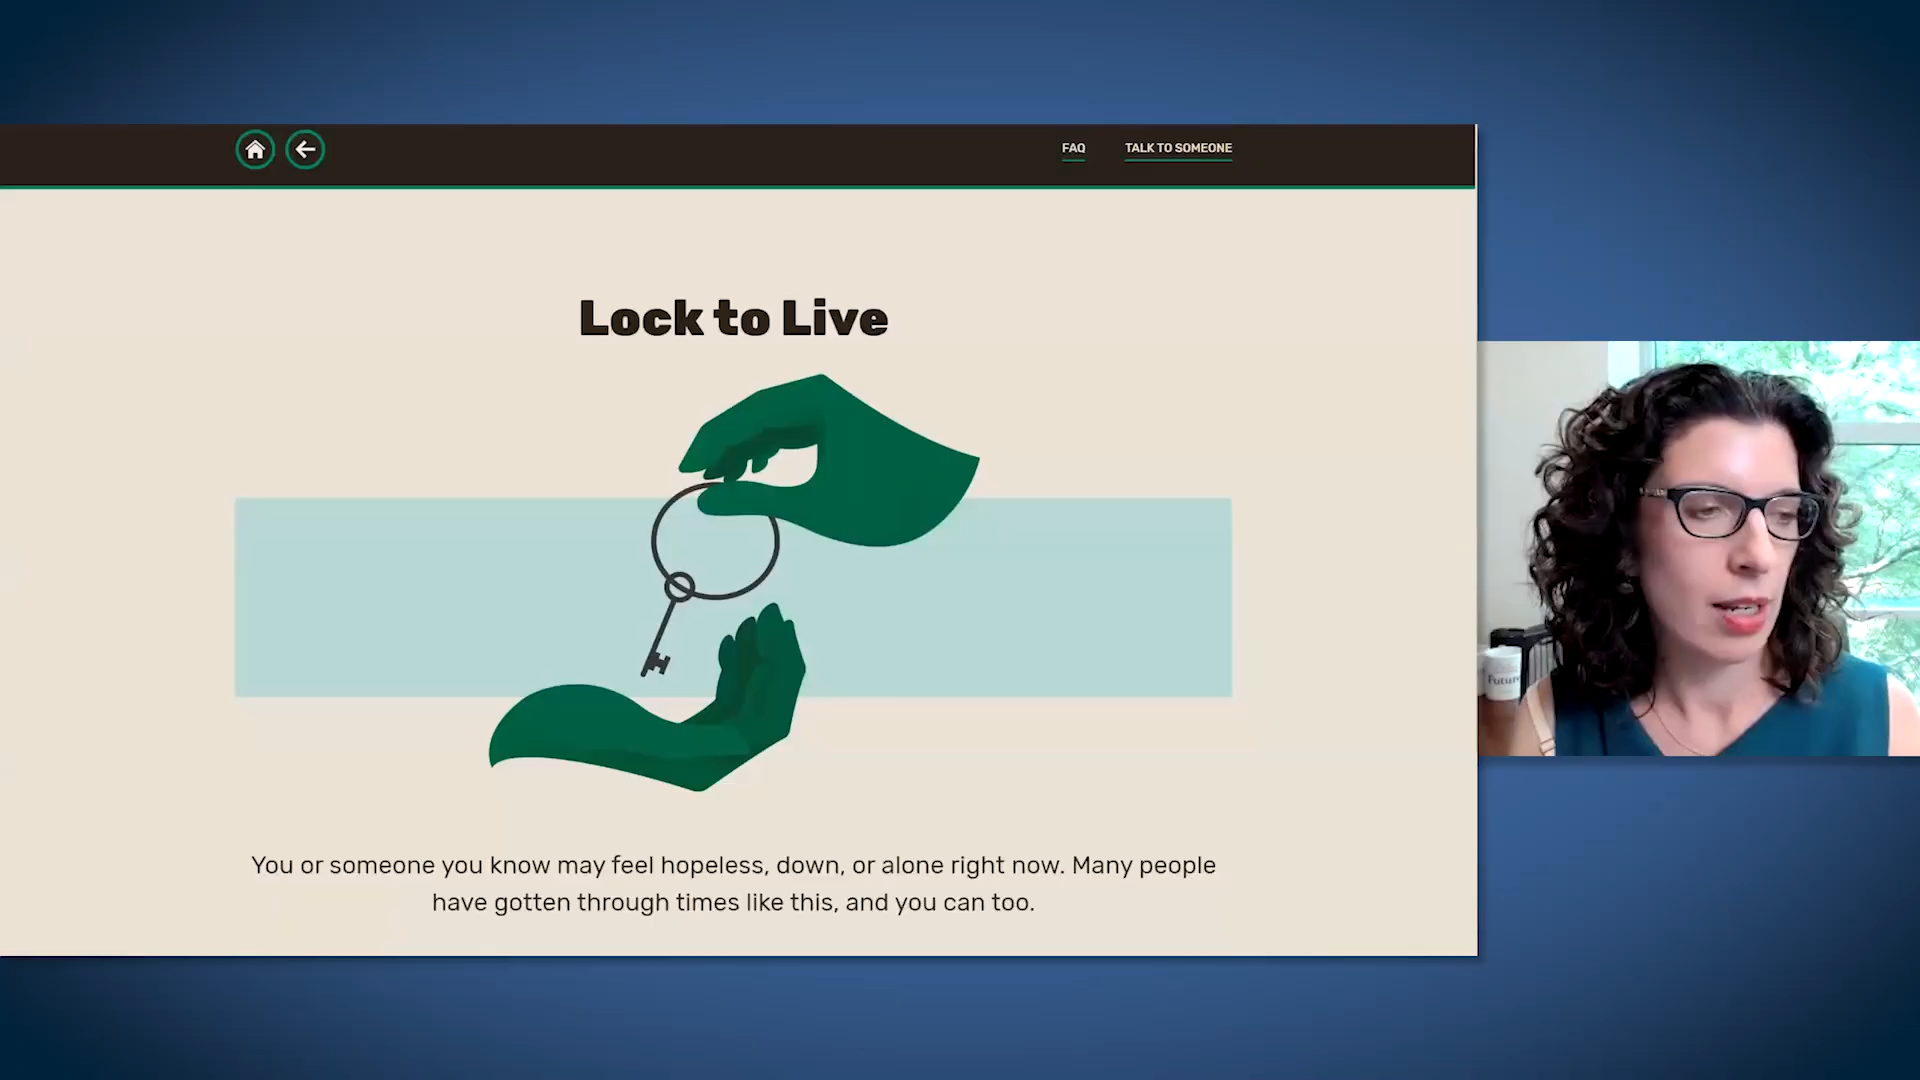 FAQ
TALK TO SOMEONE
Lock to Live
You or someone you know may feel hopeless, down, or alone right now. Many people
have gotten through times like this, and you can too.
Future